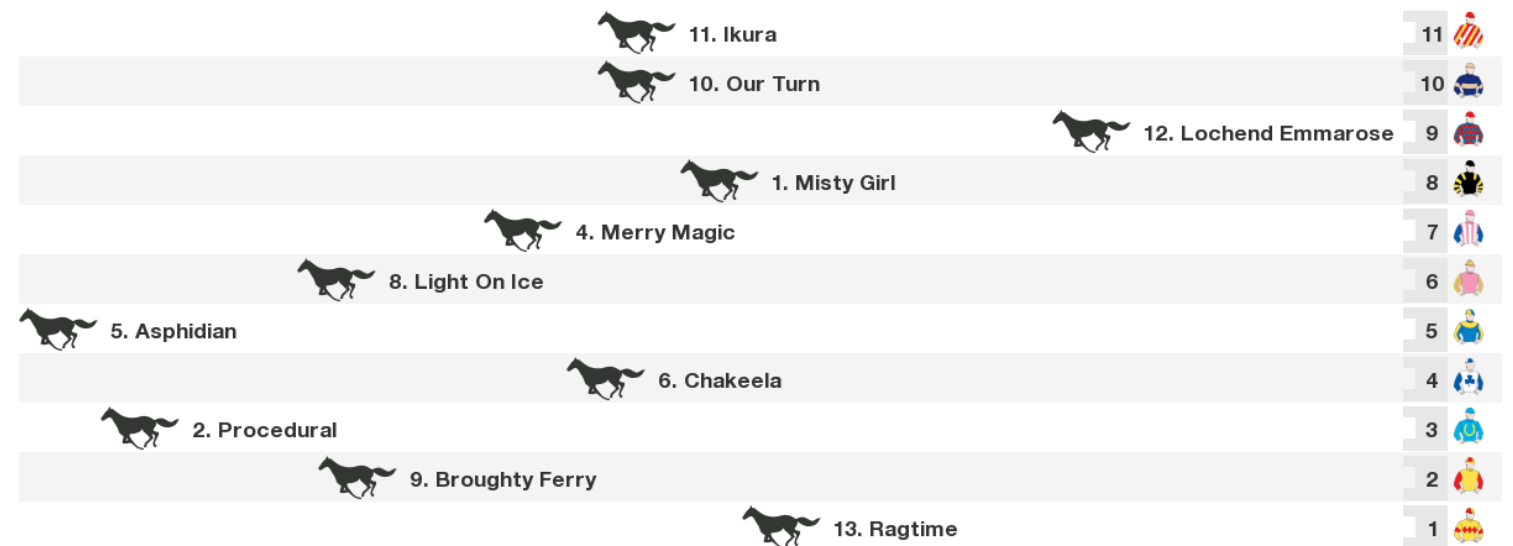 11. Ikura 11
10. Our Turn 10
12. Lochend Emmarose 9
1. Misty Girl 8
4. Merry Magic 7
8. Light On Ice 6
5. Asphidian 5
6. Chakeela 4
2. Procedural 3
9. Broughty Ferry 2
13. Ragtime 1